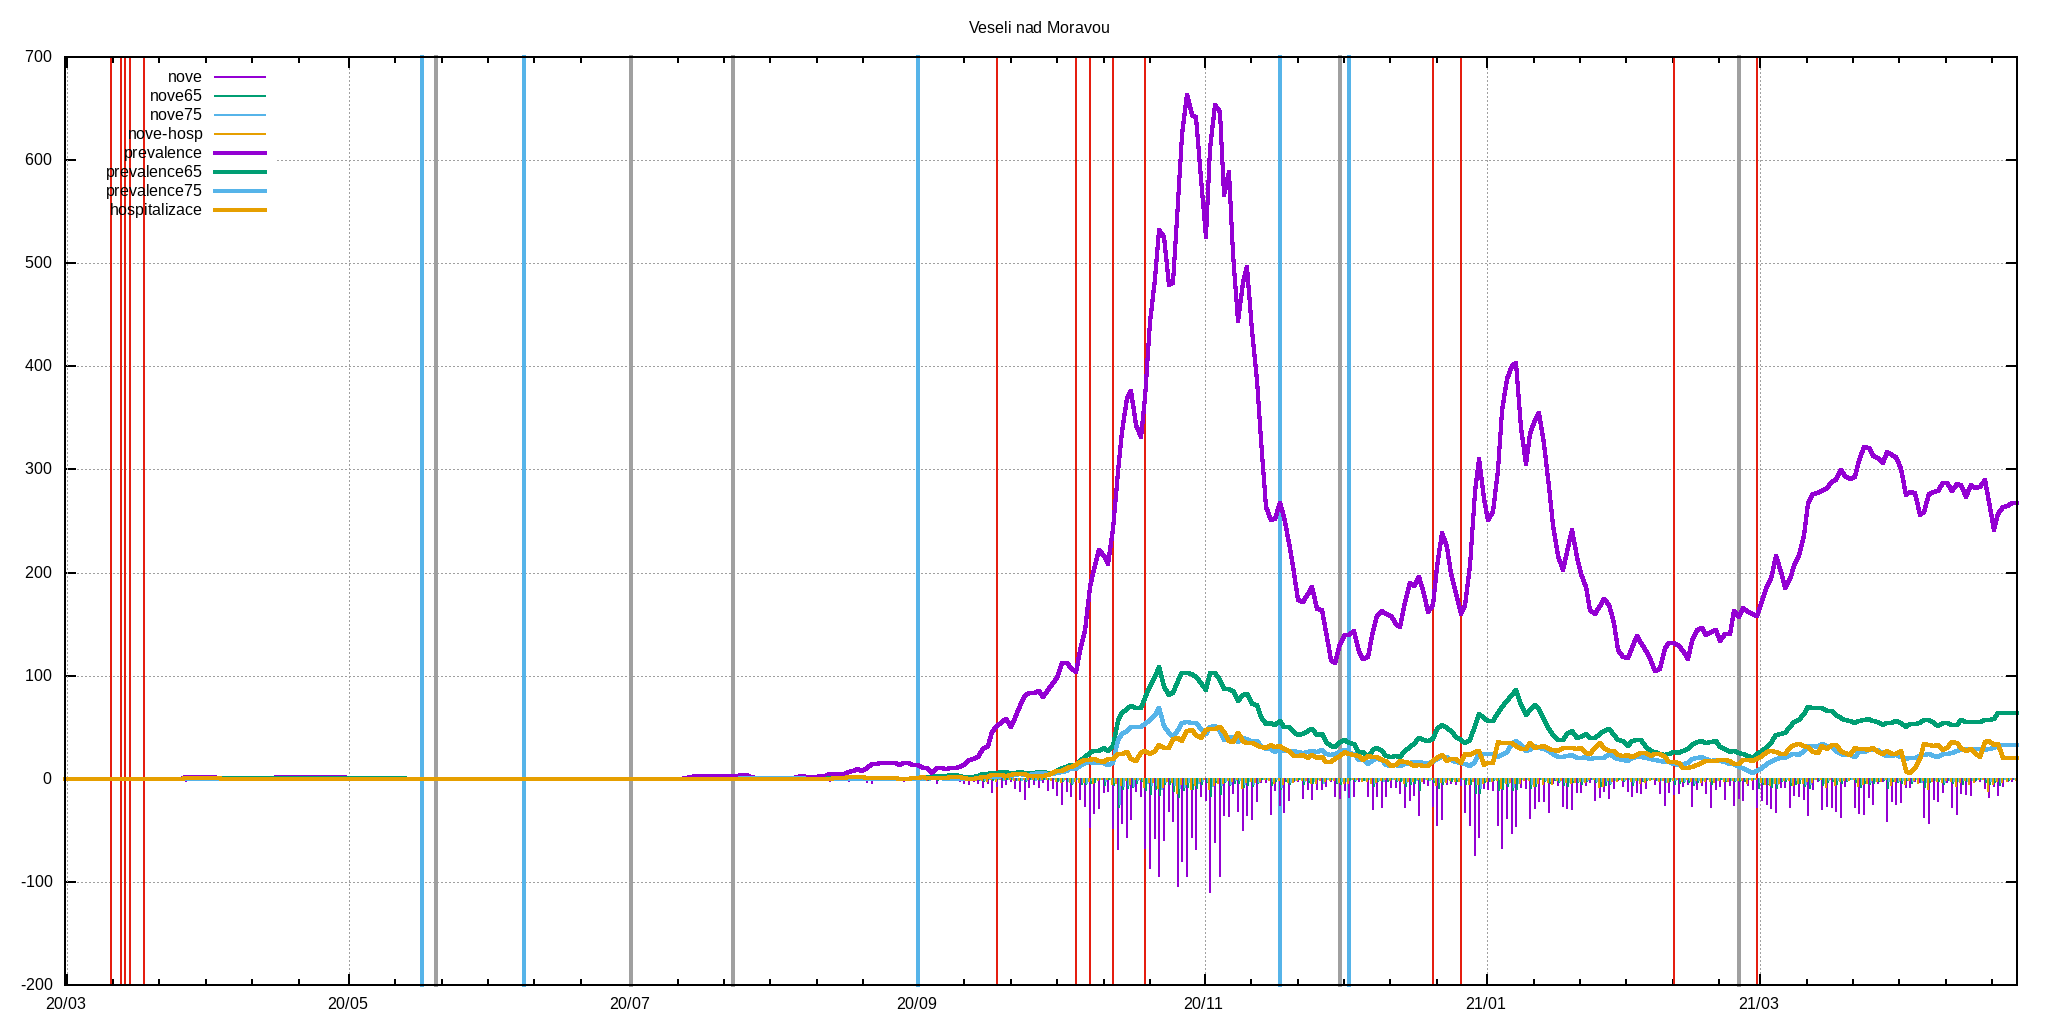 Veseli nad Moravou
700
600
500
400
300
200
100
0
-100
-200
nove
nove65
nove75
nove-hosp
prevalence
prevalence65
prevalence75
hospitalizace
20/03 20/05 20/07 20/09 20/11 21/01 21/03